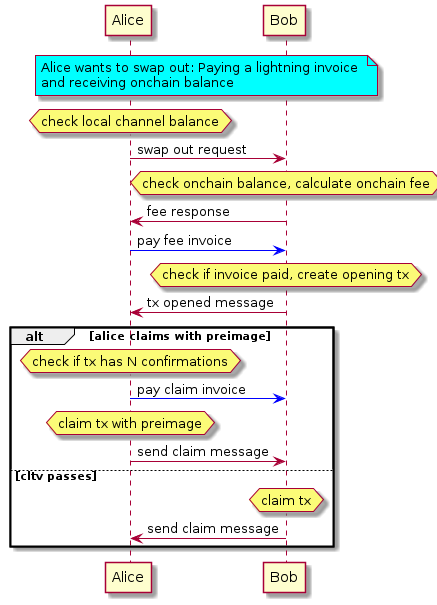 Alice Bob
Alice wants to swap out: Paying a lightning invoice
and receiving onchain balance
check local channel balance
swap out request
check onchain balance, calculate onchain fee
fee response
pay fee invoice
check if invoice paid, create opening tx
tx opened message
alt [alice claims with preimage]
check if tx has N confirmations
pay claim invoice
claim tx with preimage
send claim message
[cltv passes]
claim tx
send claim message
Alice Bob